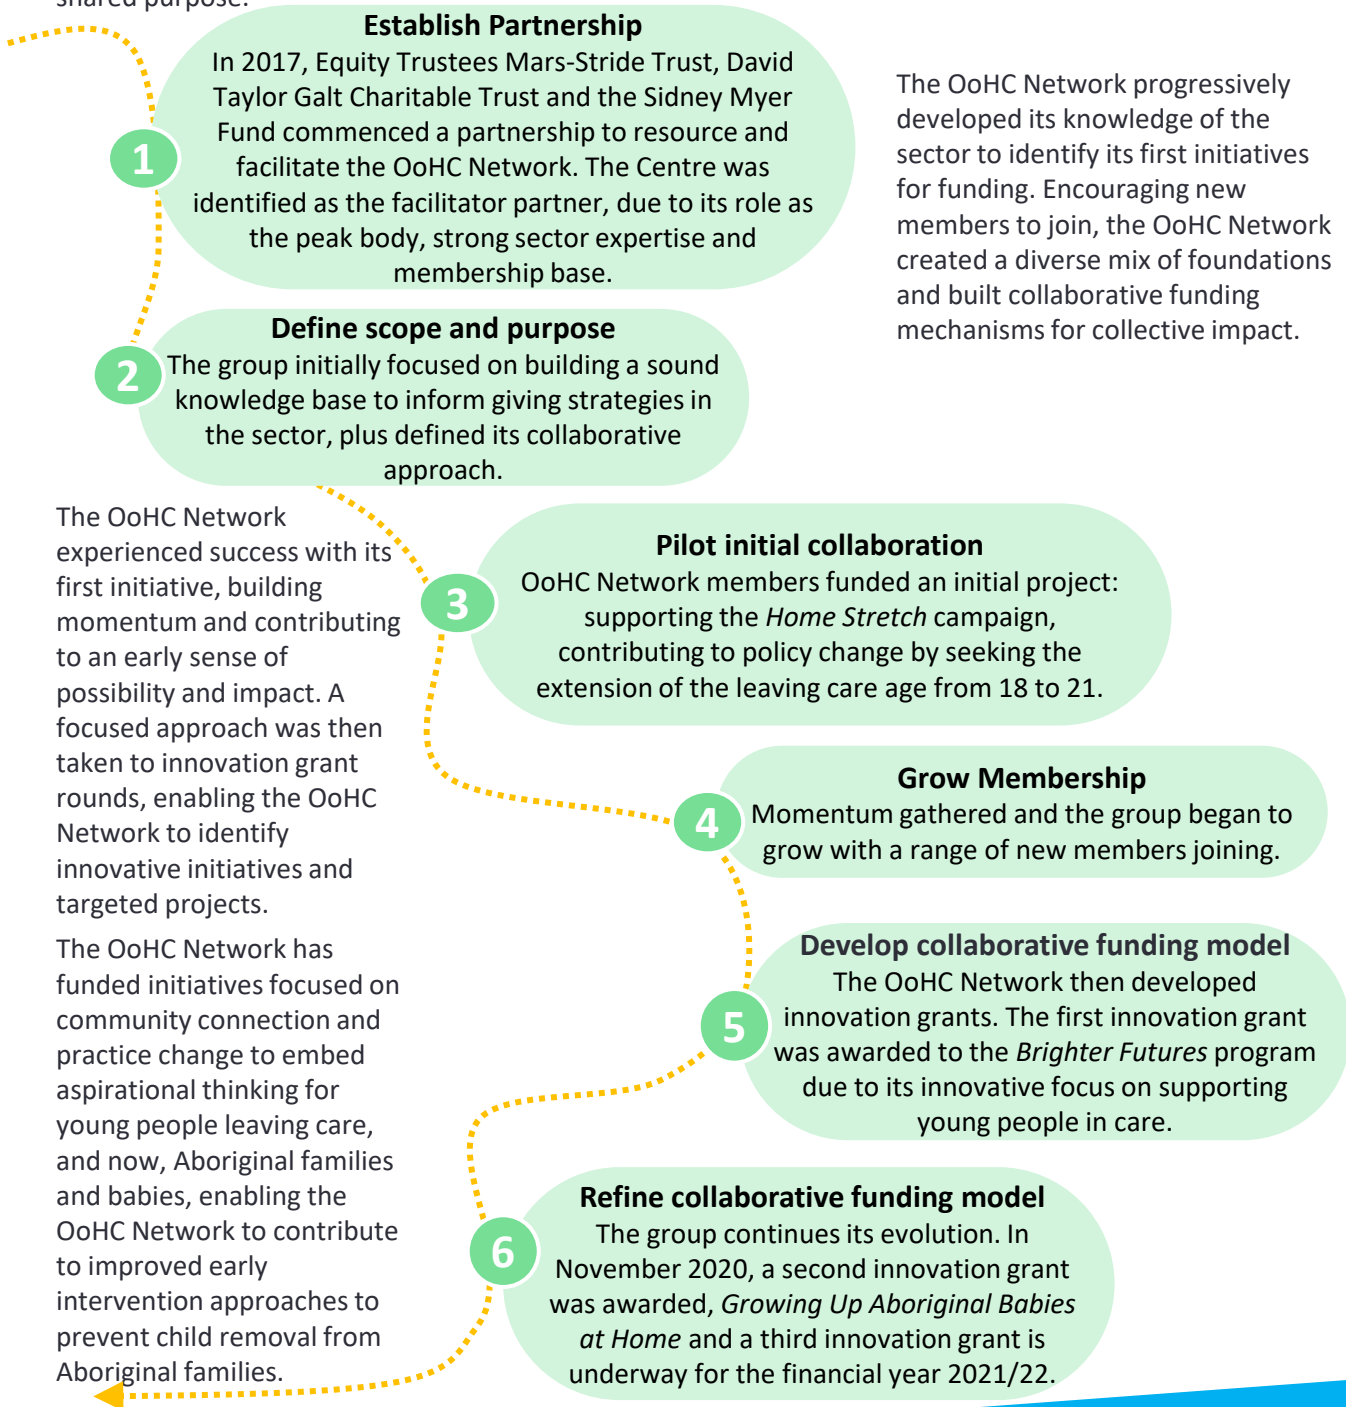 shared purpose.
Establish Partnership
In 2017, Equity Trustees Mars-Stride Trust, David
Taylor Galt Charitable Trust and the Sidney Myer
Fund commenced a partnership to resource and
facilitate the OoHC Network. The Centre was
identified as the facilitator partner, due to its role as
the peak body, strong sector expertise and
membership base.
1
The OoHC Network progressively
developed its knowledge of the
sector to identify its first initiatives
for funding. Encouraging new
members to join, the OoHC Network
created a diverse mix of foundations
and built collaborative funding
mechanisms for collective impact.
Define scope and purpose
2
The group initially focused on building a sound
knowledge base to inform giving strategies in
the sector, plus defined its collaborative
approach.
The OoHC Network
experienced success with its
first initiative, building
momentum and contributing
to an early sense of
possibility and impact. A
focused approach was then
taken to innovation grant
rounds, enabling the OoHC
Network to identify
innovative initiatives and
targeted projects.
The OoHC Network has
funded initiatives focused on
community connection and
practice change to embed
aspirational thinking for
young people leaving care,
and now, Aboriginal families
and babies, enabling the
OoHC Network to contribute
to improved early
intervention approaches to
prevent child removal from
Aboriginal families.
Pilot initial collaboration
3
OoHC Network members funded an initial project:
supporting the Home Stretch campaign,
contributing to policy change by seeking the
extension of the leaving care age from 18 to 21.
Grow Membership
4
Momentum gathered and the group began to
grow with a range of new members joining.
Develop collaborative funding model
5
The OoHC Network then developed
innovation grants. The first innovation grant
was awarded to the Brighter Futures program
due to its innovative focus on supporting
young people in care.
Refine collaborative funding model
6
The group continues its evolution. In
November 2020, a second innovation grant
was awarded, Growing Up Aboriginal Babies
at Home and a third innovation grant is
underway for the financial year 2021/22.